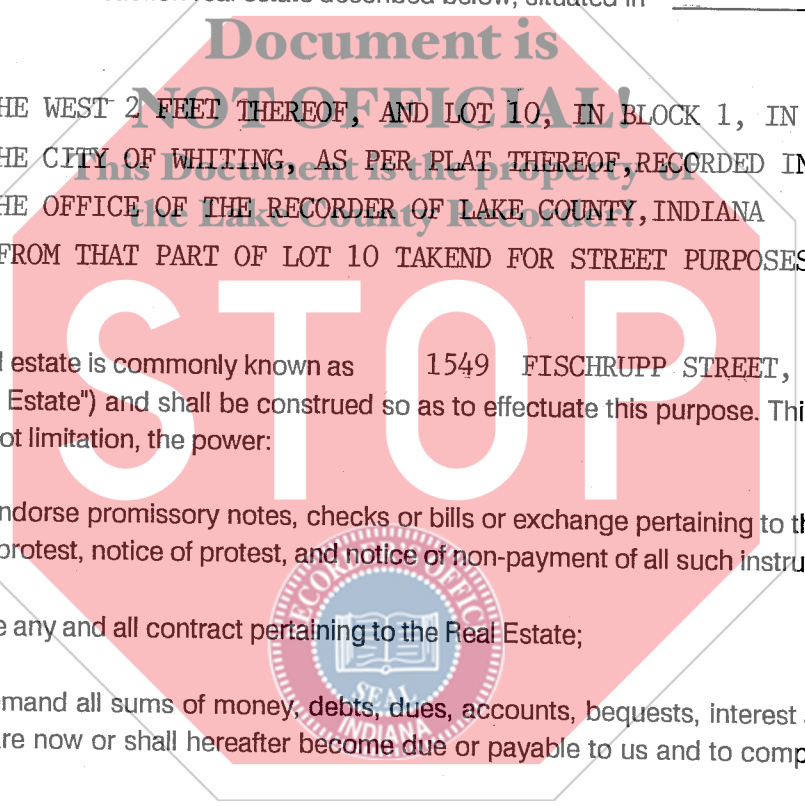 real estate described below, situated in
Document is
NOT OFFICIAL!
This Document is the property of
the Lake County Recorder!
HE WEST 2 FEET THEREOF, AND LOT 10, IN BLOCK 1, IN
HE CITY OF WHITING, AS PER PLAT THEREOF,RECORDED IN
HE OFFICE OF THE RECORDER OF LAKE COUNTY,INDIANA
FROM THAT PART OF LOT 10 TAKEND FOR STREET PURPOSES
STOP
l estate is commonly known as 1549 FISCHRUPP STREET,
Estate") and shall be construed so as to effectuate this purpose. Thi
ot limitation, the power:
ndorse promissory notes, checks or bills or exchange pertaining to th
protest, notice of protest, and notice of non-payment of all such instru
e any and all contract pertaining to the Real Estate;
mand all sums of money, debts, dues, accounts, bequests, interest
re now or shall hereafter become due or payable to us and to comp
SEAL
INDIANA